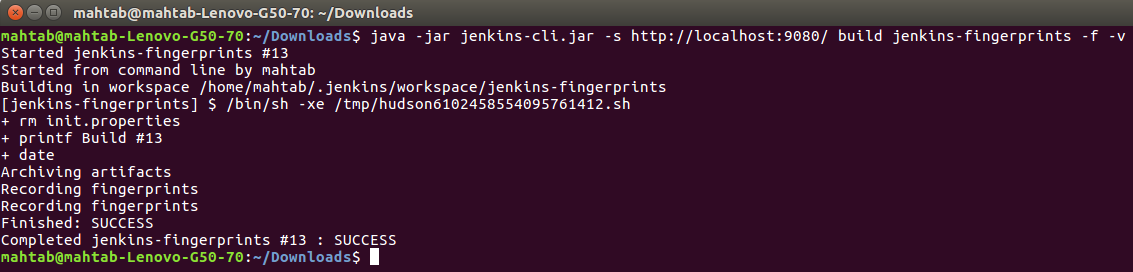 mahtab@mahtab-Lenovo-G50-70: ~/Downloads
mahtab@mahtab-Lenovo-G50-70:~/Downloads$ java -jar jenkins-cli.jar -s http://localhost:9080/ build jenkins-fingerprints -f -v
Started jenkins-fingerprints #13
Started from command line by mahtab
Building in workspace /home/mahtab/.jenkins/workspace/jenkins-fingerprints
[jenkins-fingerprints] $ /bin/sh -xe /tmp/hudson6102458554095761412.sh
+ rm init.properties
+ printf Build #13
+ date
Archiving artifacts
Recording fingerprints
Recording fingerprints
Finished: SUCCESS
Completed jenkins-fingerprints #13 : SUCCESS
mahtab@mahtab-Lenovo-G50-70:~/Downloads$